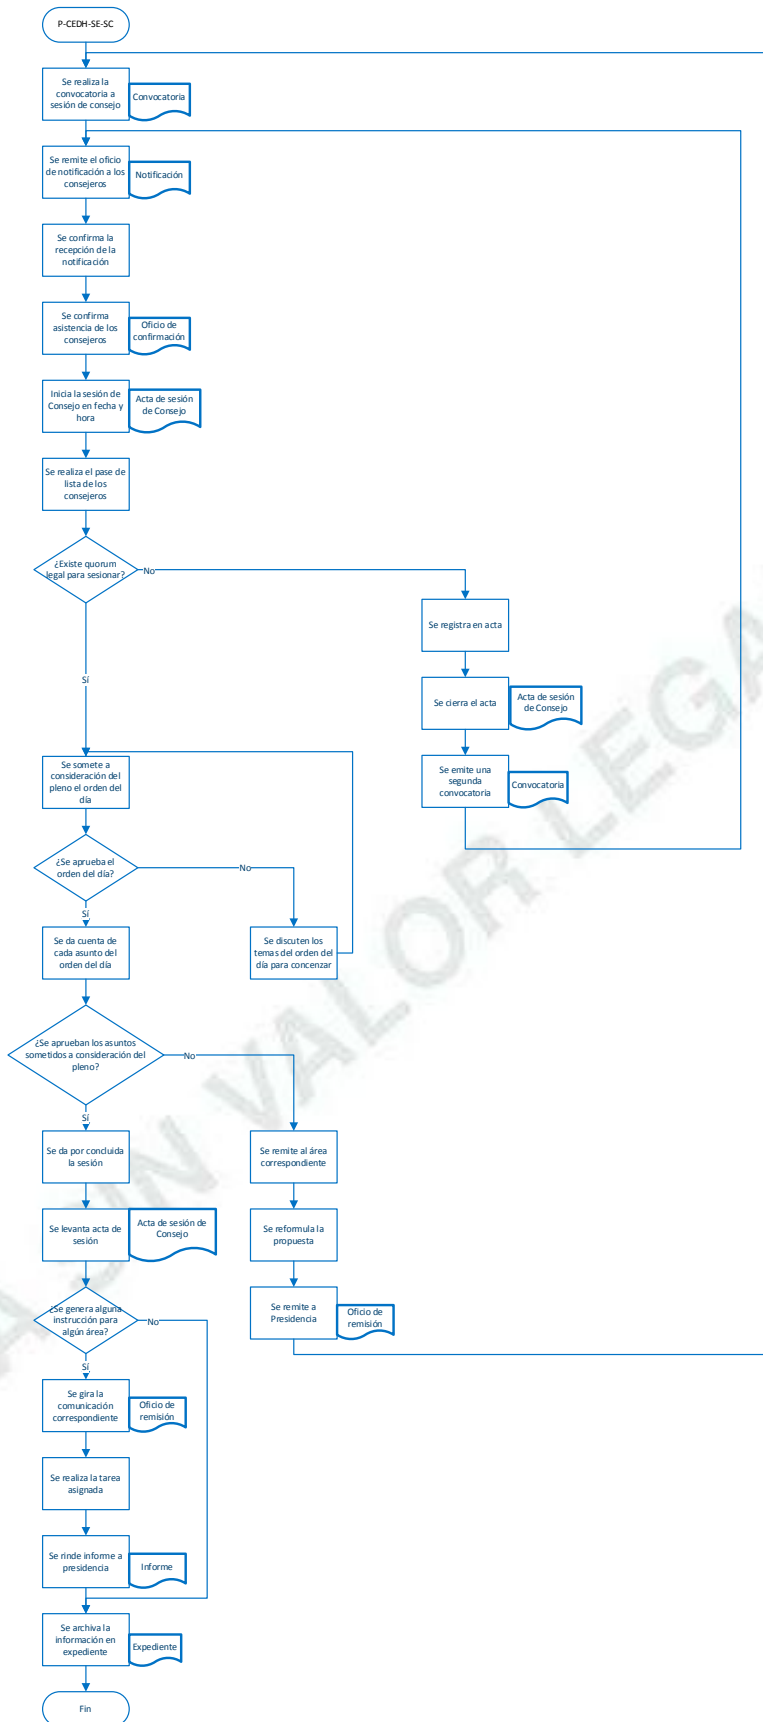 P-CEDH-SE-SC
Se realiza la
convocatoria a
sesión de consejo
Convocatoria
Se remite el oficio
de notificación a los
consejeros
Notificación
Se confirma la
recepción de la
notificación
Se confirma
asistencia de los
consejeros
Oficio de
confirmación
Inicia la sesión de
Consejo en fecha y
hora
Acta de sesión
de Consejo
Se realiza el pase de
lista de los
consejeros
¿Existe quorum
legal para sesionar?
No
Se registra en acta
Sí
Se cierra el acta
Acta de sesión
de Consejo
Se emite una
segunda
convocatoria
Convocatoria
Se somete a
consideración del
pleno el orden del
día
¿Se aprueba el
orden del día?
No
Sí
Se da cuenta de
cada asunto del
orden del día
Se discuten los
temas del orden del
día para concenzar
¿Se aprueban los asuntos
sometidos a consideración del
pleno?
No
Sí
Se da por concluida
la sesión
Se remite al área
correspondiente
Se levanta acta de
sesión
Acta de sesión de
Consejo
Se reformula la
propuesta
¿Se genera alguna
instrucción para
algún área?
No
Se remite a
Presidencia
Oficio de
remisión
Sí
Se gira la
comunicación
correspondiente
Oficio de
remisión
Se realiza la tarea
asignada
Se rinde informe a
presidencia
Informe
Se archiva la
información en
expediente
Expediente
Fin
A SIN VALOR LEGA